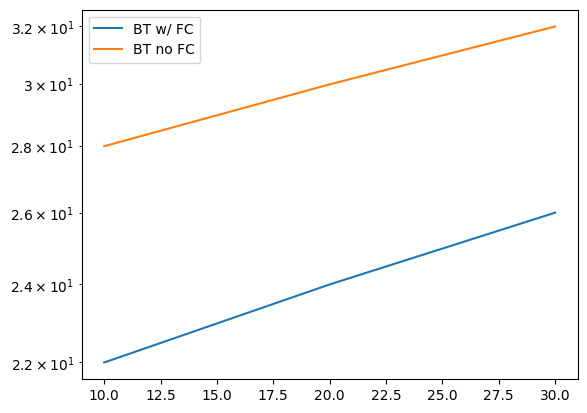 BT w/ FC
BT no FC
3.2 × 10¹
3 × 10¹
2.8 × 10¹
2.6 × 10¹
2.4 × 10¹
2.2 × 10¹
10.0 12.5 15.0 17.5 20.0 22.5 25.0 27.5 30.0